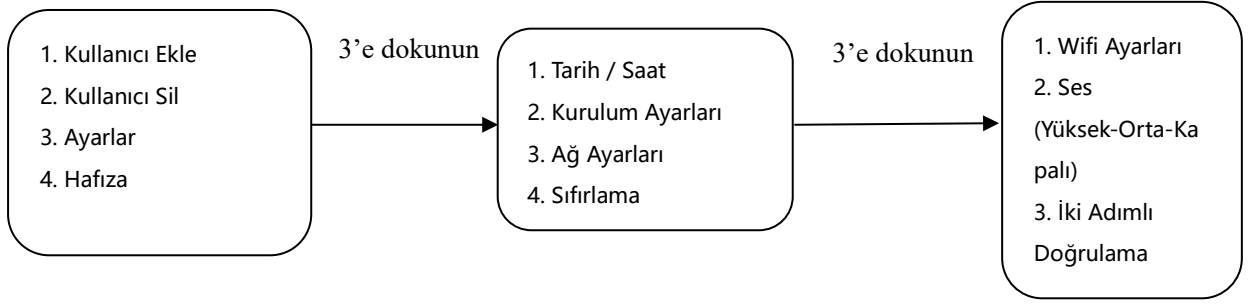 1. Kullanıcı Ekle
2. Kullanıcı Sil
3. Ayarlar
4. Hafıza
3’e dokunun
1. Tarih / Saat
2. Kurulum Ayarları
3. Ağ Ayarları
4. Sıfırlama
3’e dokunun
1. Wifi Ayarları
2. Ses
(Yüksek-Orta-Ka
palı)
3. İki Adımlı
Doğrulama